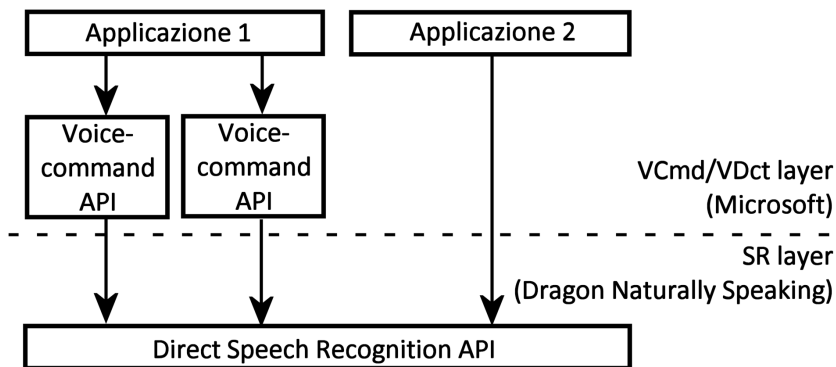 Applicazione 1
Applicazione 2
Voice-
command
API
Voice-
command
API
VCmd/VDct layer
(Microsoft)
SR layer
(Dragon Naturally Speaking)
Direct Speech Recognition API